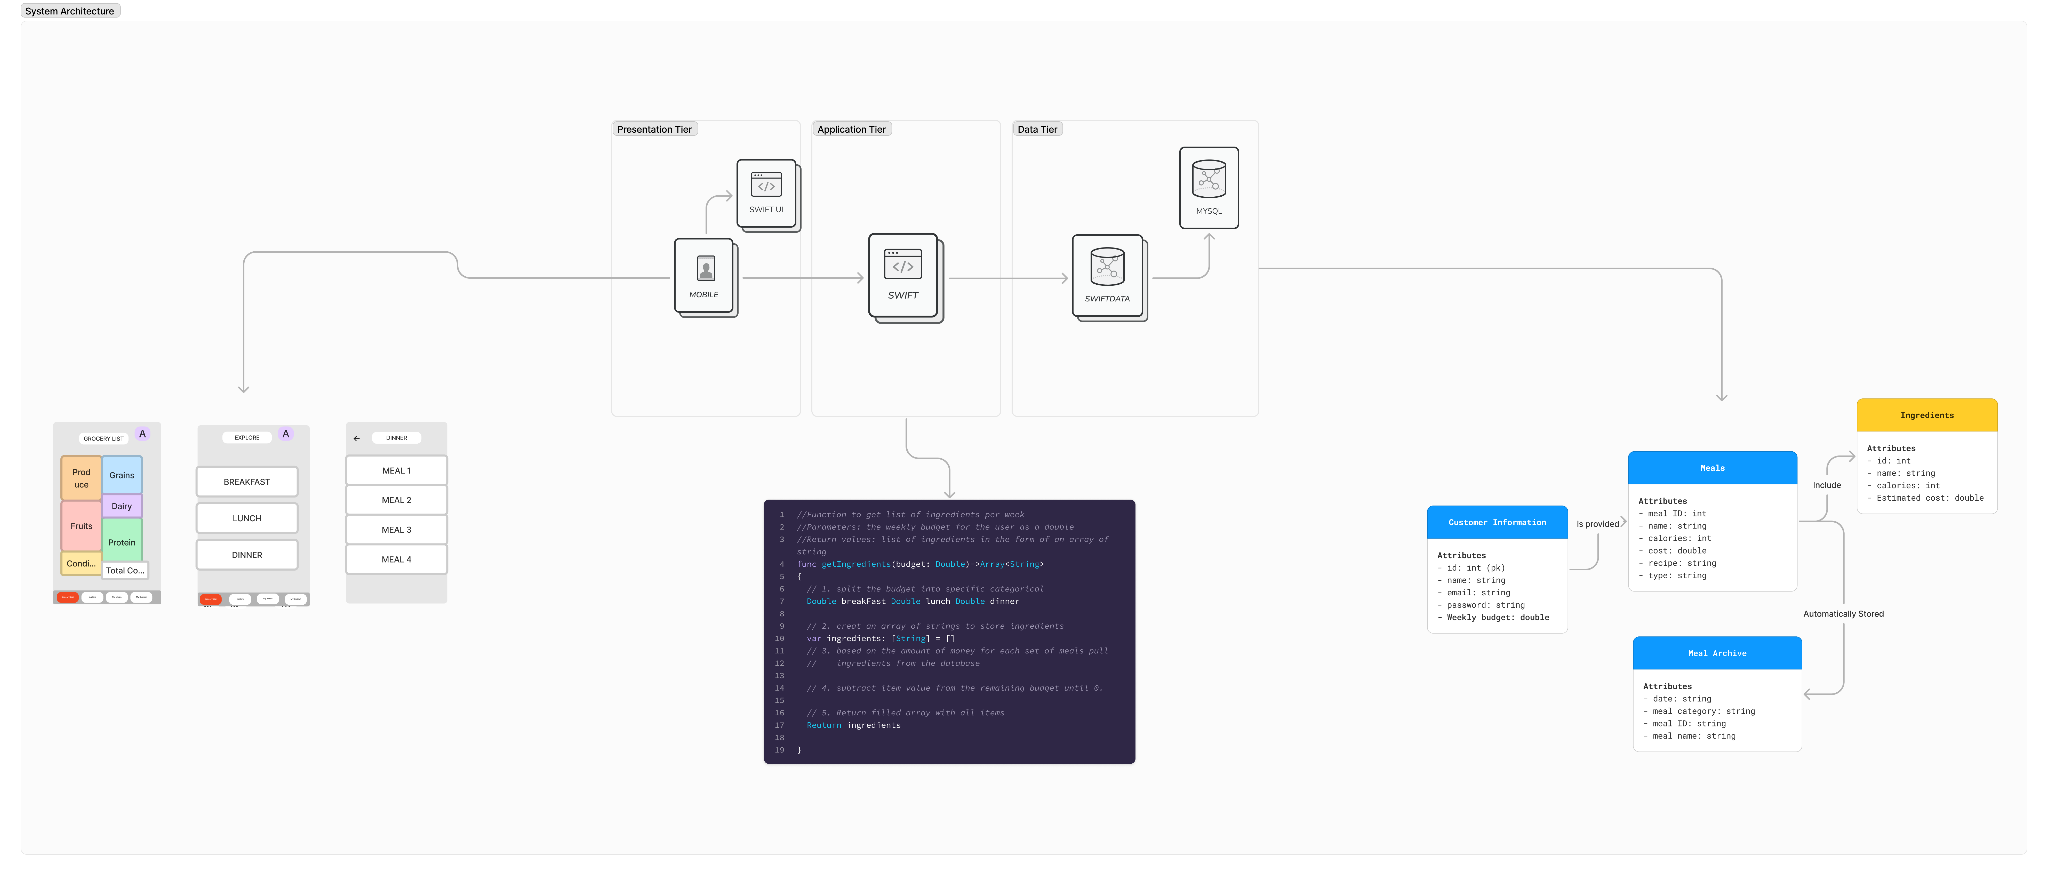 System Architecture
Presentation Tier
Application Tier
Data Tier
SWIFT UI
MOBILE
SWIFT
SWIFTDATA
MYSQL
GROCERY LIST
A
Prod
uce
Grains
Dairy
Fruits
Protein
Condi...
Total Co...
EXPLORE
A
BREAKFAST
LUNCH
DINNER
DINNER
MEAL 1
MEAL 2
MEAL 3
MEAL 4
1 //Function to get list of ingredients per week
2 //Parameters: the weekly budget for the user as a double
3 //Return values: list of ingredients in the form of an array of
string
4 func getIngredients(budget: Double)->Array<String>
5 {
6 // 1. split the budget into specific categorical
7 Double breakFast Double lunch Double dinner
8
9 // 2. creat an array of strings to store ingredients
10 var ingredients: [String] = []
11 // 3. based on the amount of money for each set of meals pull
12 // ingredients from the database
13
14 // 4. subtract item value from the remaining budget until 0.
15
16 // 5. Return filled array with all items
17 Reuturn ingredients
18
19 }
Customer Information
Attributes
- id: int (pk)
- name: string
- email: string
- password: string
- Weekly budget: double
is provided
Meals
Attributes
- meal ID: int
- name: string
- calories: int
- cost: double
- recipe: string
- type: string
Include
Ingredients
Attributes
- id: int
- name: string
- calories: int
- Estimated cost: double
Automatically Stored
Meal Archive
Attributes
- date: string
- meal category: string
- meal ID: string
- meal name: string